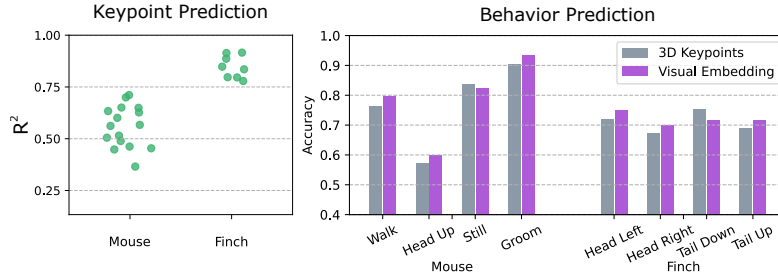 Keypoint Prediction
R²
1.00
0.75
0.50
0.25
Mouse
Finch
Behavior Prediction
3D Keypoints
Visual Embedding
Accuracy
1.0
0.9
0.8
0.7
0.6
0.5
0.4
Walk
Head Up
Still
Groom
Head Left
Head Right
Tail Down
Tail Up
Mouse
Finch